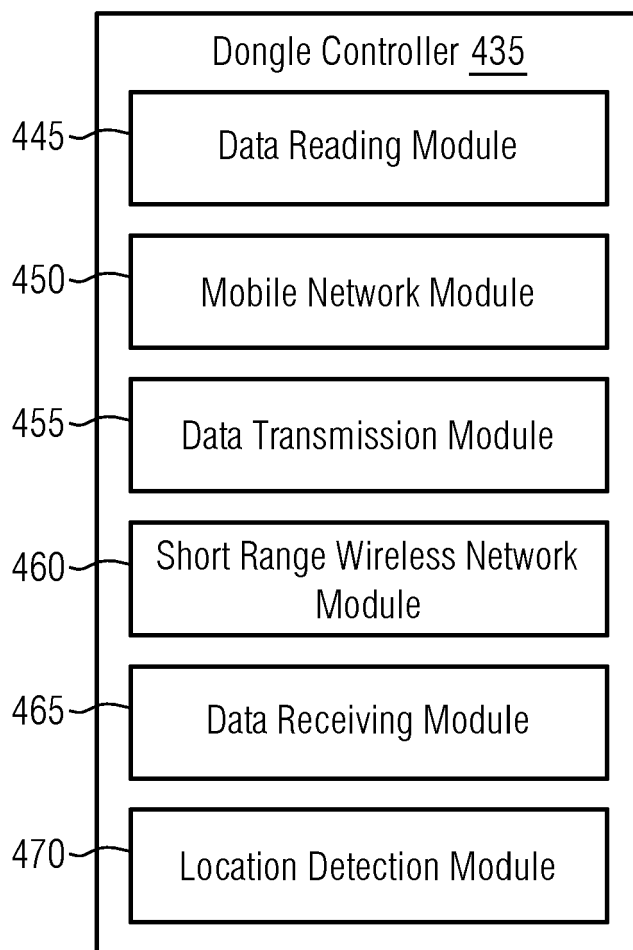 Dongle Controller 435
445
Data Reading Module
450
Mobile Network Module
455
Data Transmission Module
460
Short Range Wireless Network
Module
465
Data Receiving Module
470
Location Detection Module